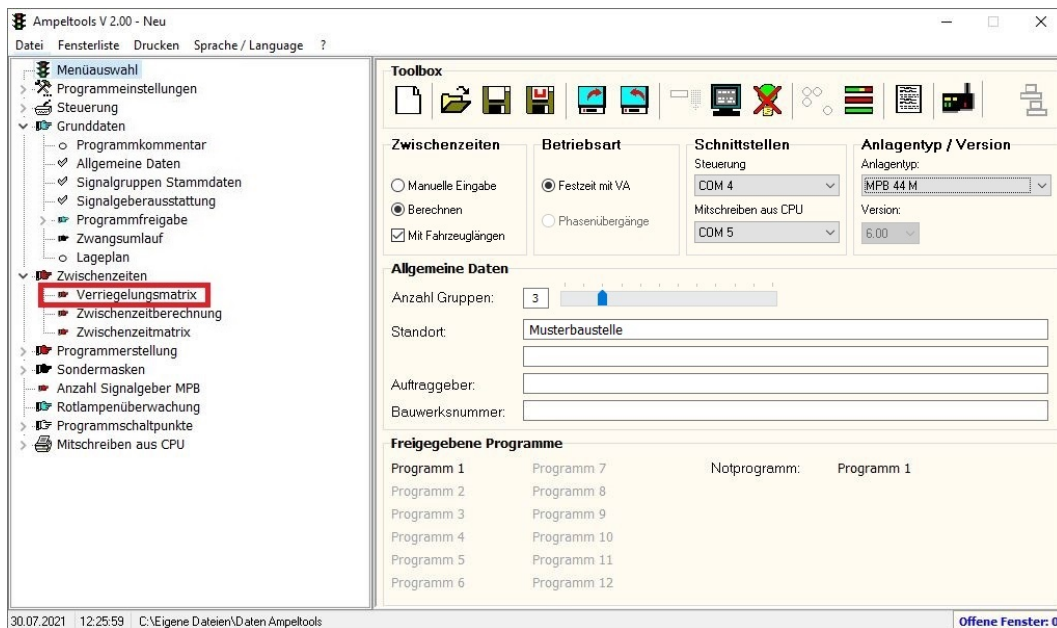 Ampeltools V 2.00 - Neu
Datei Fensterliste Drucken Sprache / Language ?
Menüauswahl
Programmeinstellungen
Steuerung
Grunddaten
Programmkommentar
Allgemeine Daten
Signalgruppen Stammdaten
Signalgeberausstattung
Programmfreigabe
Zwangsumlauf
Lageplan
Zwischenzeiten
Verriegelungsmatrix
Zwischenzeitberechnung
Zwischenzeitmatrix
Programmerstellung
Sondermasken
Anzahl Signalgeber MPB
Rotlampenüberwachung
Programmschaltpunkte
Mitschreiben aus CPU
Toolbox
Zwischenzeiten
Manuelle Eingabe
Berechnen
Mit Fahrzeuglängen
Betriebsart
Festzeit mit VA
Phasenübergänge
Schnittstellen
Steuerung
COM 4
Mitschreiben aus CPU
COM 5
Anlagentyp / Version
Anlagentyp:
MPB 44 M
Version:
6.00
Allgemeine Daten
Anzahl Gruppen: 3
Standort: Musterbaustelle
Auftraggeber:
Bauwerksnummer:
Freigegebene Programme
Programm 1 Programm 7 Notprogramm: Programm 1
Programm 2 Programm 8
Programm 3 Programm 9
Programm 4 Programm 10
Programm 5 Programm 11
Programm 6 Programm 12
30.07.2021 12:25:59 C:\Eigene Dateien\Daten Ampeltools Offene Fenster: 0